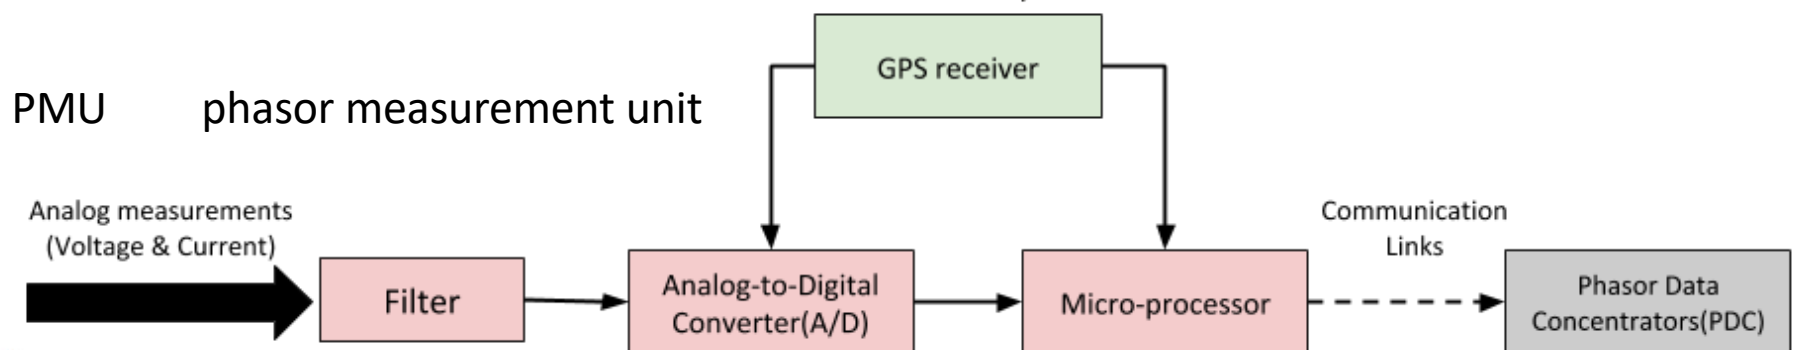 GPS receiver
PMU phasor measurement unit
Analog measurements
(Voltage & Current)
Communication
Links
Filter
Analog-to-Digital
Converter(A/D)
Micro-processor
Phasor Data
Concentrators(PDC)